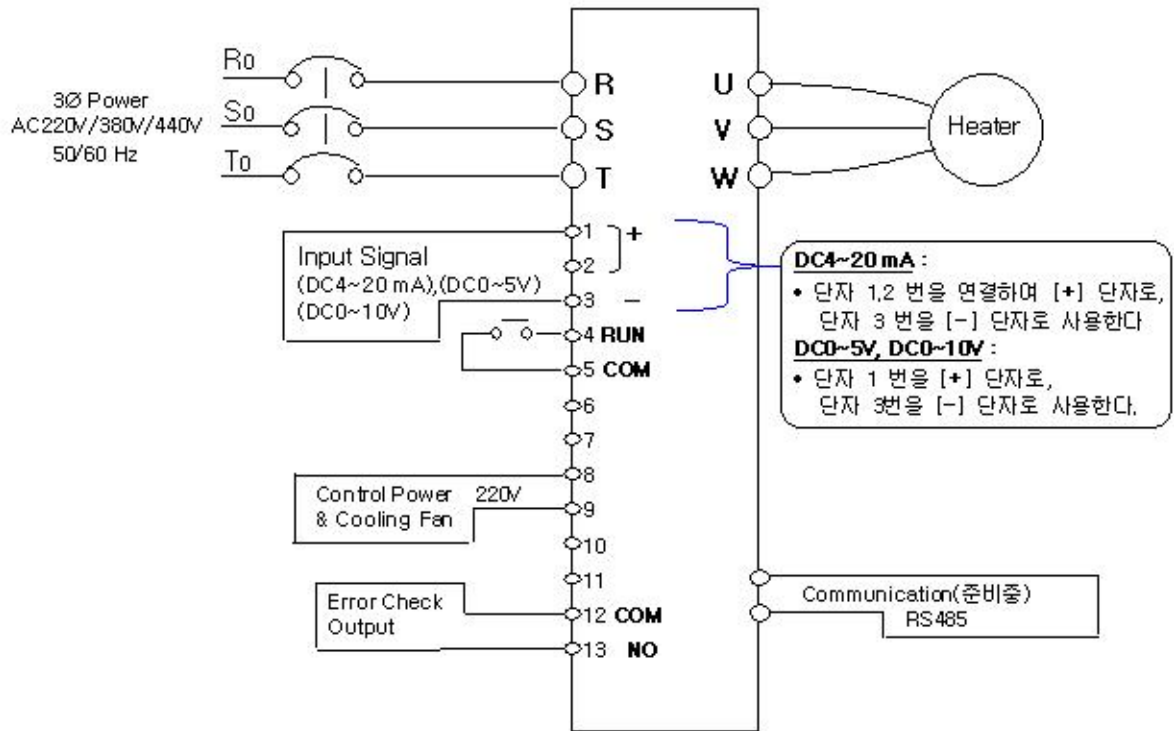 Ro
So
To
3Ø Power
AC220V/380V/440V
50/60 Hz
R
S
T
U
V
W
Heater
1 +
2
3 −
4 RUN
5 COM
6
7
8
9
10
11
12 COM
13 NO
Input Signal
(DC4~20 mA),(DC0~5V)
(DC0~10V)
Control Power 220V
& Cooling Fan
Error Check
Output
DC4~20 mA :
• 단자 1,2 번을 연결하여 [+] 단자로,
단자 3 번을 [-] 단자로 사용한다
DC0~5V, DC0~10V :
• 단자 1 번을 [+] 단자로,
단자 3번을 [-] 단자로 사용한다.
Communication(준비중)
RS485